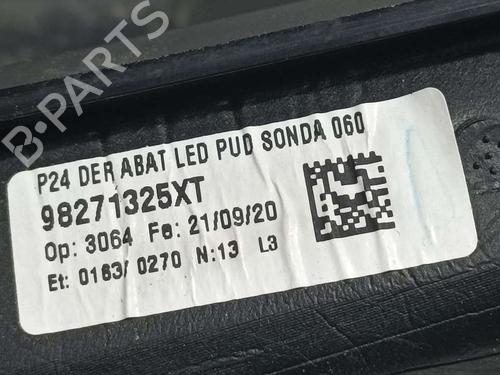 P24 DER ABAT LED PUD SONDA 060
98271325XT
Op: 3064 Fe: 21/09/20
Et: 0163/ 0270 N:13 L3
B-PARTS